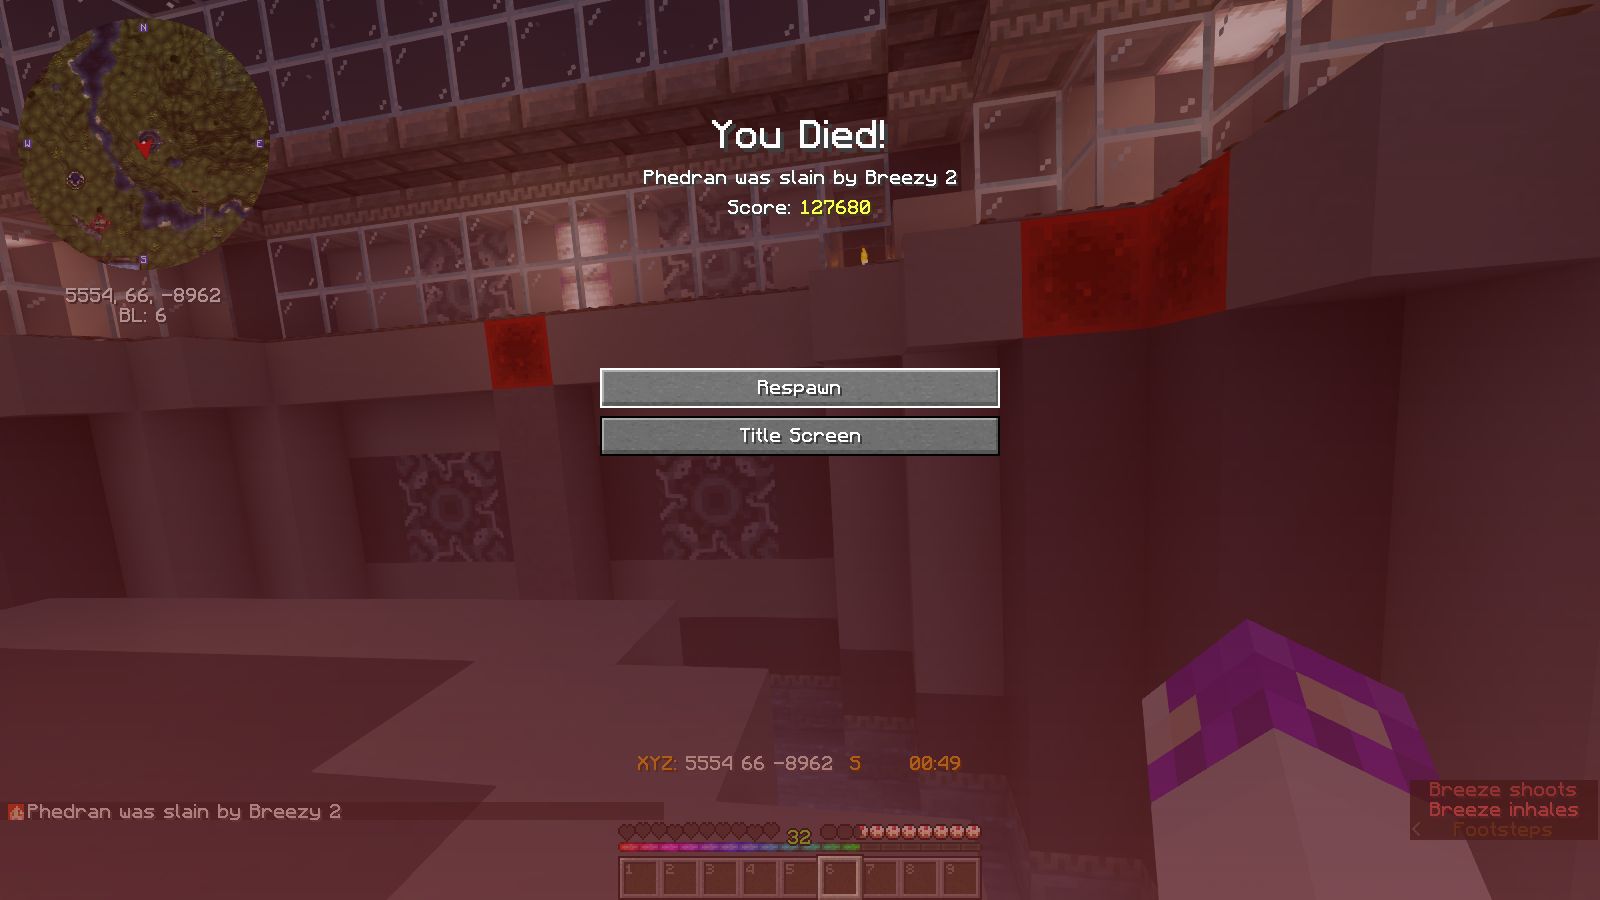 N
W
E
S
5554, 66, -8962
BL: 6
You Died!
Phedran was slain by Breezy 2
Score: 127680
Respawn
Title Screen
XYZ: 5554 66 -8962 S 00:49
Phedran was slain by Breezy 2
Breeze shoots
Breeze inhales
< Footsteps
32
1 2 3 4 5 6 7 8 9